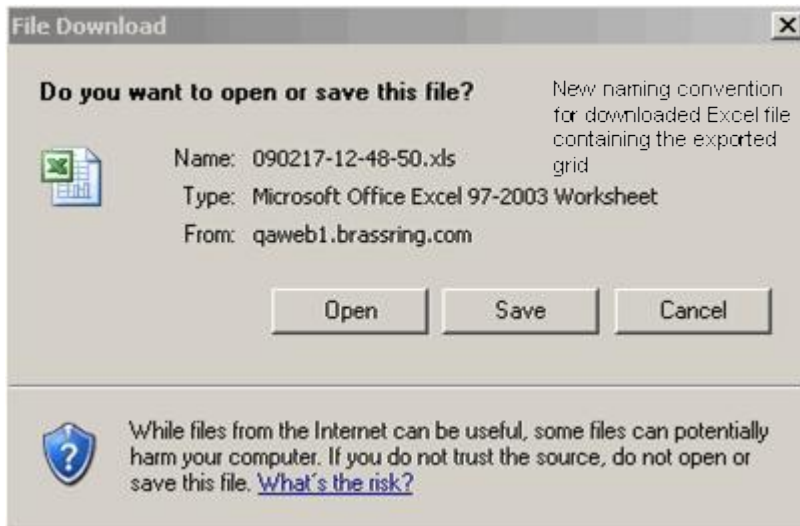 File Download
Do you want to open or save this file?
New naming convention
for downloaded Excel file
containing the exported
grid
Name: 090217-12-48-50.xls
Type: Microsoft Office Excel 97-2003 Worksheet
From: qaweb1.brassring.com
Open Save Cancel
While files from the Internet can be useful, some files can potentially
harm your computer. If you do not trust the source, do not open or
save this file. What's the risk?